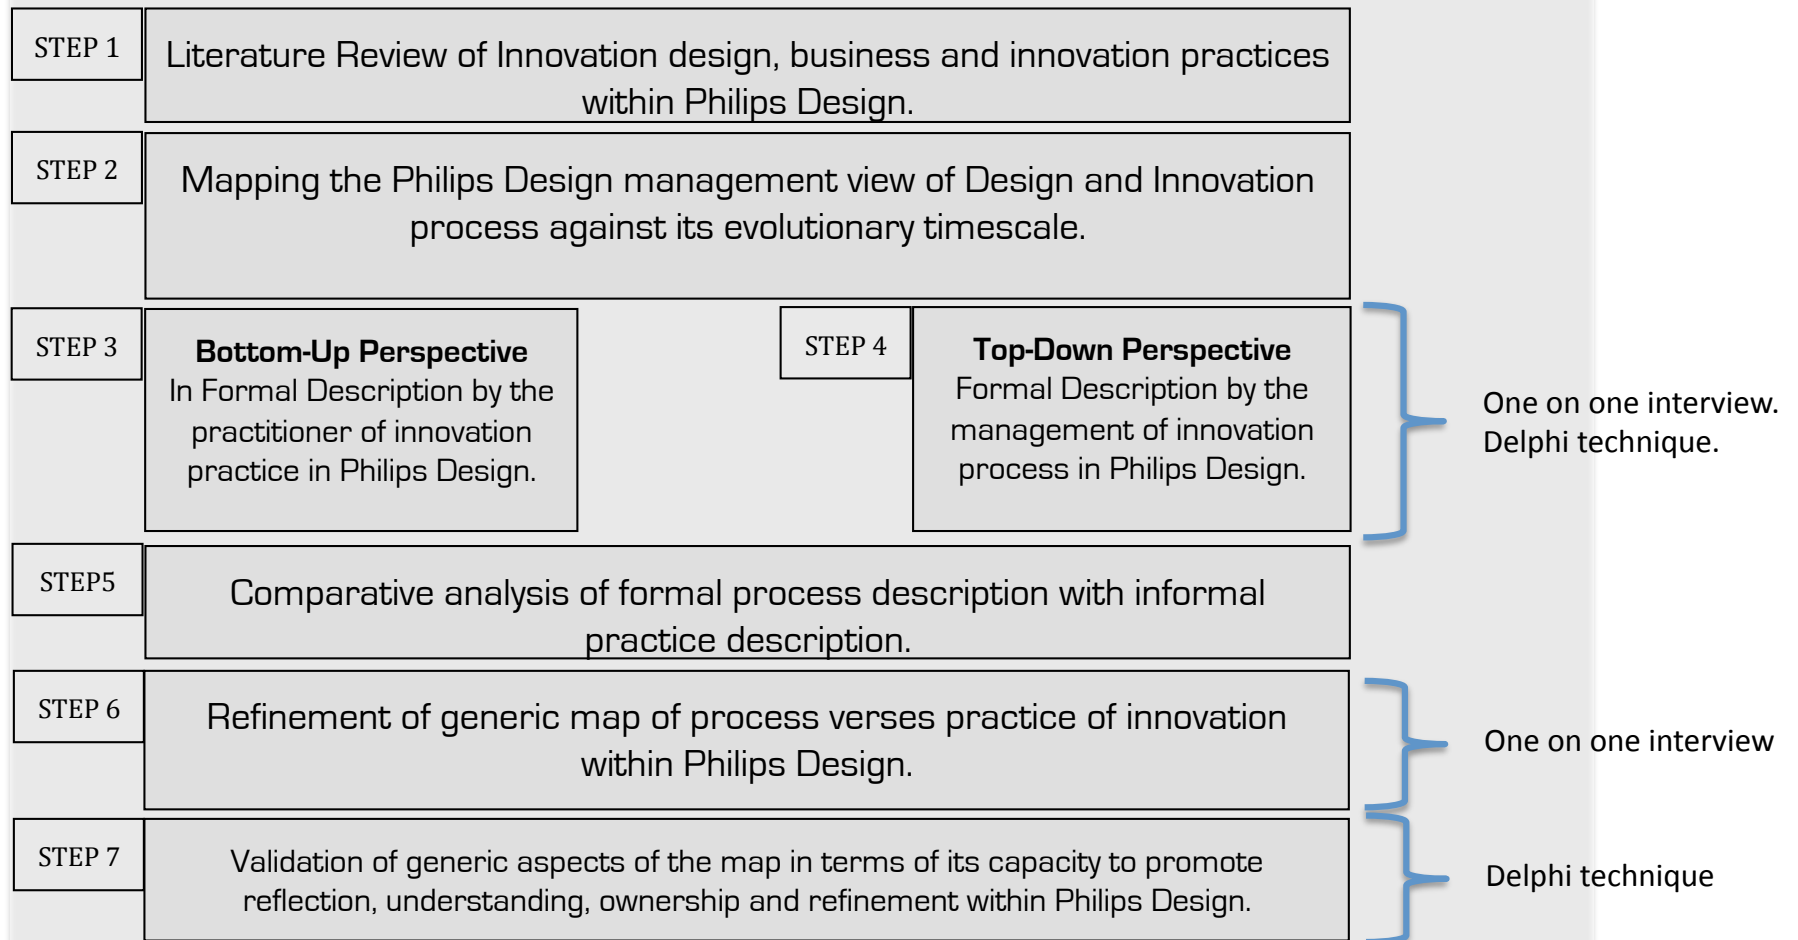 STEP 1
Literature Review of Innovation design, business and innovation practices
within Philips Design.
STEP 2
Mapping the Philips Design management view of Design and Innovation
process against its evolutionary timescale.
STEP 3
Bottom-Up Perspective
In Formal Description by the
practitioner of innovation
practice in Philips Design.
STEP 4
Top-Down Perspective
Formal Description by the
management of innovation
process in Philips Design.
One on one interview.
Delphi technique.
STEP5
Comparative analysis of formal process description with informal
practice description.
STEP 6
Refinement of generic map of process verses practice of innovation
within Philips Design.
One on one interview
STEP 7
Validation of generic aspects of the map in terms of its capacity to promote
reflection, understanding, ownership and refinement within Philips Design.
Delphi technique